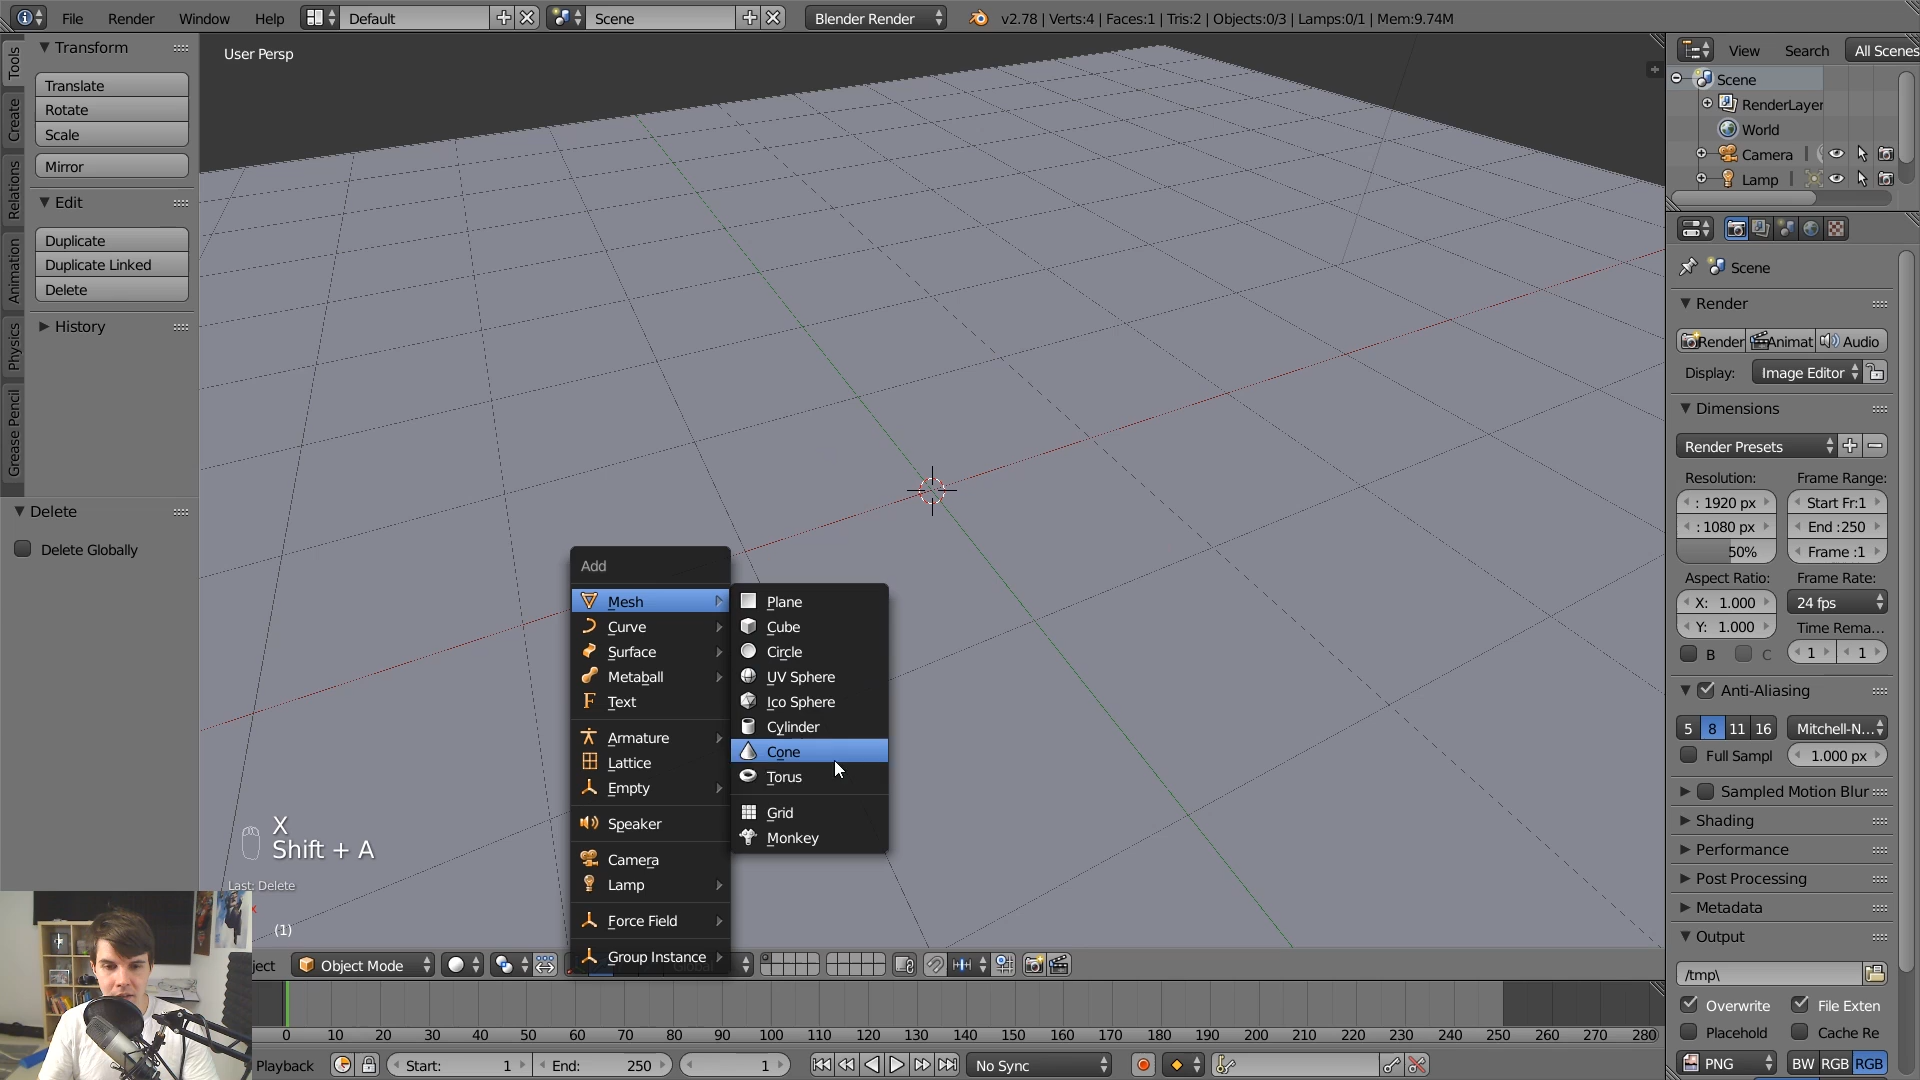 File Render Window Help Default Scene Blender Render v2.78 | Verts:4 | Faces:1 | Tris:2 | Objects:0/3 | Lamps:0/1 | Mem:9.74M
Tools
Create
Relations
Animation
Physics
Grease Pencil
Transform
Translate
Rotate
Scale
Mirror
Edit
Duplicate
Duplicate Linked
Delete
History
Delete
Delete Globally
User Persp
Add
Mesh
Curve
Surface
Metaball
Text
Armature
Lattice
Empty
Speaker
Camera
Lamp
Force Field
Group Instance
Plane
Cube
Circle
UV Sphere
Ico Sphere
Cylinder
Cone
Torus
Grid
Monkey
X
Shift + A
Last: Delete
x
(1)
ject Object Mode
10 20 30 40 50 60 70 80 90 100 110 120 130 140 150 160 170 180 190 200 210 220 230 240 250 260 270 280
Playback Start: 1 End: 250 1 No Sync
View Search All Scenes
Scene
RenderLayer
World
Camera
Lamp
Scene
Render
Render Animat Audio
Display: Image Editor
Dimensions
Render Presets
Resolution: Frame Range:
: 1920 px Start Fr:1
: 1080 px End :250
50% Frame :1
Aspect Ratio: Frame Rate:
X: 1.000 24 fps
Y: 1.000 Time Rema...
B C 1 1
Anti-Aliasing
5 8 11 16 Mitchell-N...
Full Sampl 1.000 px
Sampled Motion Blur
Shading
Performance
Post Processing
Metadata
Output
/tmp\
Overwrite File Exten
Placehold Cache Re
PNG BW RGB RGB